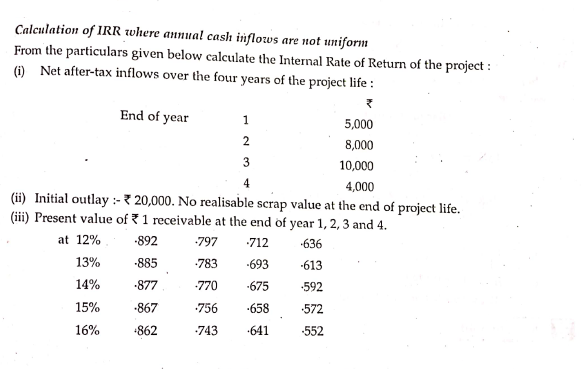 Calculation of IRR where annual cash inflows are not uniform
From the particulars given below calculate the Internal Rate of Return of the project :
(i) Net after-tax inflows over the four years of the project life :
₹
End of year 1 5,000
2 8,000
3 10,000
4 4,000
(ii) Initial outlay :- ₹ 20,000. No realisable scrap value at the end of project life.
(iii) Present value of ₹ 1 receivable at the end of year 1, 2, 3 and 4.
at 12% ·892 ·797 ·712 ·636
13% ·885 ·783 ·693 ·613
14% ·877 ·770 ·675 ·592
15% ·867 ·756 ·658 ·572
16% ·862 ·743 ·641 ·552